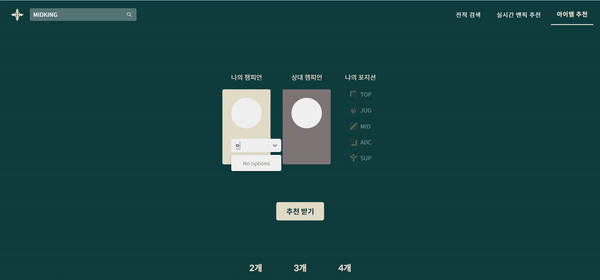 MIDKING
전적 검색
실시간 벤픽 추천
아이템 추천
나의 챔피언
상대 챔피언
나의 포지션
TOP
JUG
MID
ADC
SUP
o
No options
추천 받기
2개
3개
4개